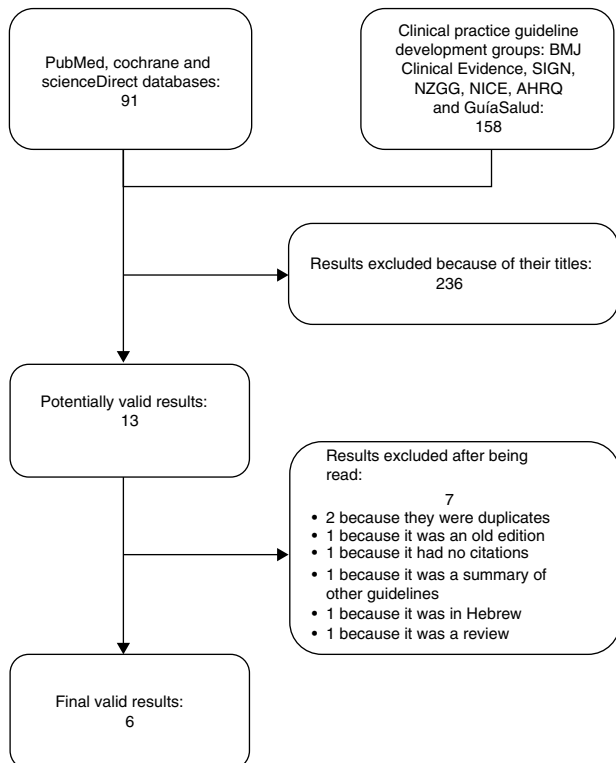 PubMed, cochrane and
scienceDirect databases:
91
Clinical practice guideline
development groups: BMJ
Clinical Evidence, SIGN,
NZGG, NICE, AHRQ
and GuíaSalud:
158
Results excluded because of their titles:
236
Potentially valid results:
13
Results excluded after being
read:
7
• 2 because they were duplicates
• 1 because it was an old edition
• 1 because it had no citations
• 1 because it was a summary of
other guidelines
• 1 because it was in Hebrew
• 1 because it was a review
Final valid results:
6